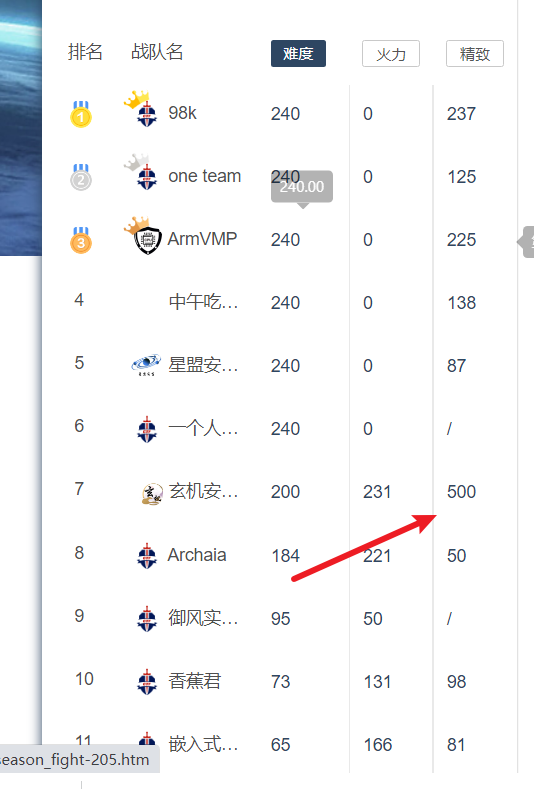 排名 战队名 难度 火力 精致
1 98k 240 0 237
2 one team 240 0 125
240.00
3 ArmVMP 240 0 225
4 中午吃... 240 0 138
5 星盟安... 240 0 87
6 一个人... 240 0 /
7 玄机安... 200 231 500
8 Archaia 184 221 50
9 御风实... 95 50 /
10 香蕉君 73 131 98
11 嵌入式... 65 166 81
season_fight-205.htm